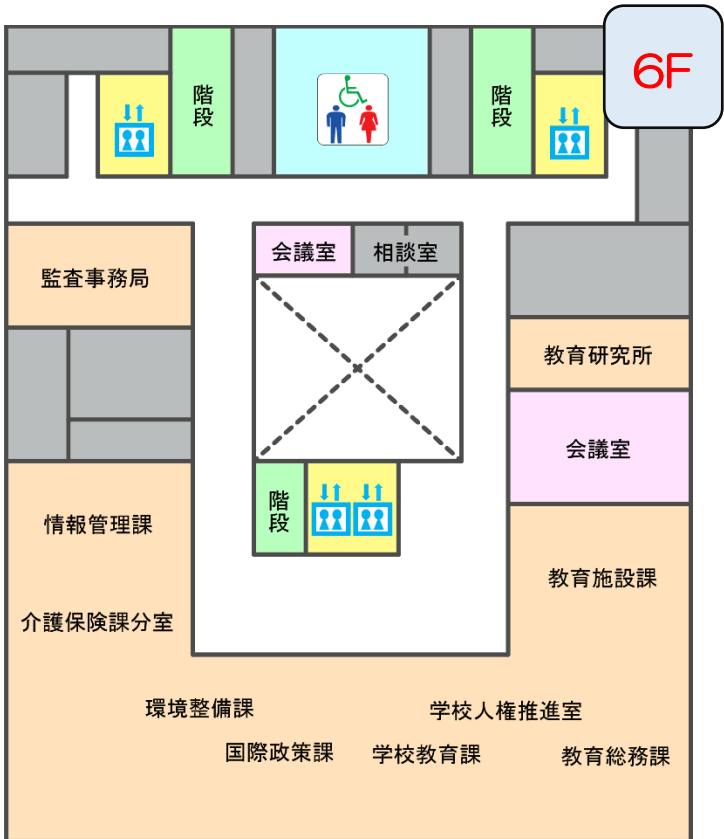 6F
階段
階段
会議室
相談室
監査事務局
教育研究所
会議室
階段
情報管理課
教育施設課
介護保険課分室
環境整備課
学校人権推進室
国際政策課
学校教育課
教育総務課